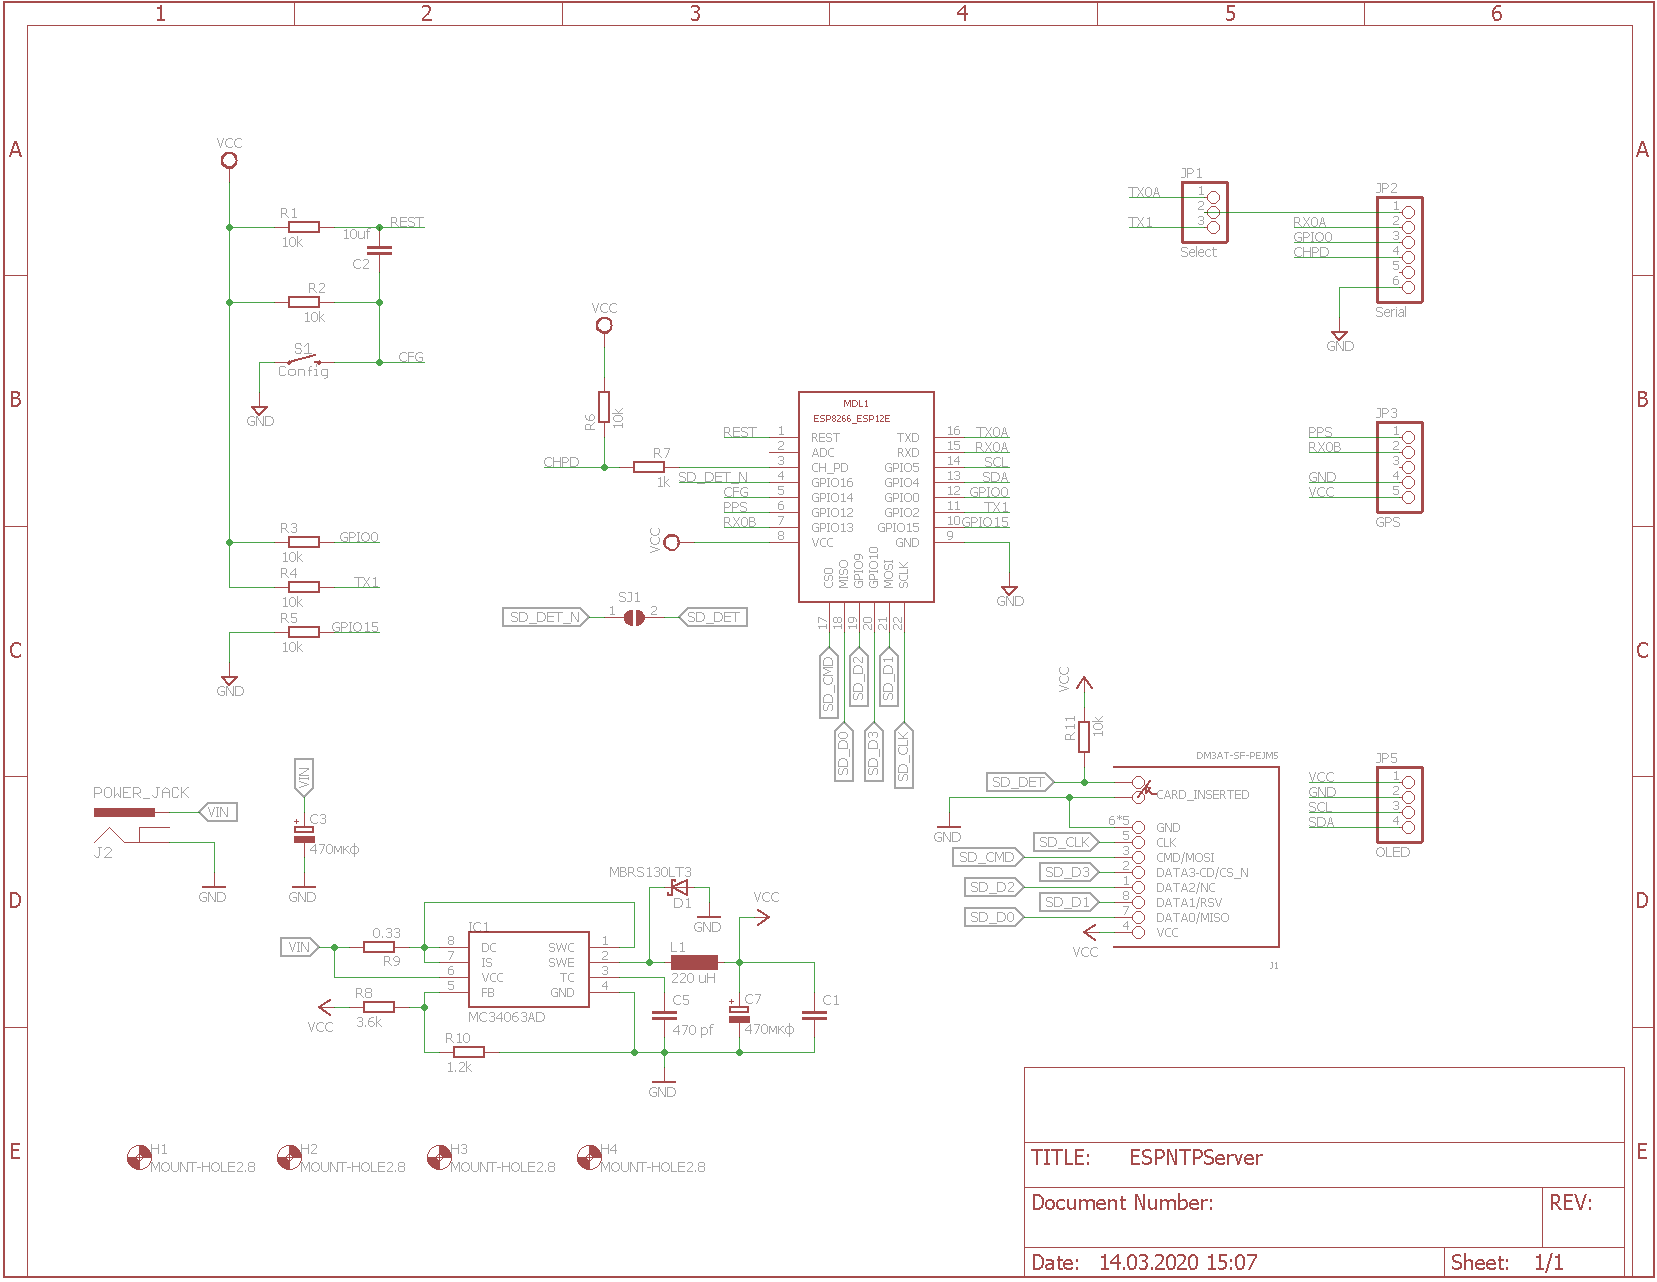 1 2 3 4 5 6
A A
B B
C C
D D
E E
VCC
R1
10k
10uf
REST
C2
R2
10k
S1
Config
CFG
GND
R3
10k
GPIO0
R4
10k
TX1
R5
10k
GPIO15
GND
VCC
R6
10k
CHPD
R7
1k
VCC
MDL1
ESP8266_ESP12E
REST 1 REST
2 ADC
3 CH_PD
SD_DET_N 4 GPIO16
CFG 5 GPIO14
PPS 6 GPIO12
RX0B 7 GPIO13
8 VCC
TXD 16 TX0A
RXD 15 RX0A
GPIO5 14 SCL
GPIO4 13 SDA
GPIO0 12 GPIO0
GPIO2 11 TX1
GPIO15 10 GPIO15
GND 9
GND
CS0 MISO GPIO9 GPIO10 MOSI SCLK
17 18 19 20 21 22
SD_CMD SD_D0 SD_D2 SD_D3 SD_D1 SD_CLK
SJ1
SD_DET_N 1 2 SD_DET
JP1
TX0A 1
2
TX1 3
Select
JP2
1
RX0A 2
GPIO0 3
CHPD 4
5
6
Serial
GND
JP3
PPS 1
RX0B 2
3
GND 4
VCC 5
GPS
JP5
VCC 1
GND 2
SCL 3
SDA 4
OLED
VCC
R11
10k
DM3AT-SF-PEJM5
SD_DET
CARD_INSERTED
GND
6*5 GND
SD_CLK 5 CLK
SD_CMD 3 CMD/MOSI
SD_D3 2 DATA3-CD/CS_N
SD_D2 1 DATA2/NC
SD_D1 8 DATA1/RSV
SD_D0 7 DATA0/MISO
VCC 4 VCC
J1
POWER_JACK
VIN
J2
GND
VIN
+
C3
470мкф
GND
MBRS130LT3
D1
GND
VCC
VIN
0.33
R9
R8
3.6k
VCC
IC1
8 DC SWC 1
7 IS SWE 2
6 VCC TC 3
5 FB GND 4
MC34063AD
R10
1.2k
L1
220 uH
C5
470 pf
+
C7
470мкф
C1
GND
H1
MOUNT-HOLE2.8
H2
MOUNT-HOLE2.8
H3
MOUNT-HOLE2.8
H4
MOUNT-HOLE2.8
TITLE: ESPNTPServer
Document Number:
REV:
Date: 14.03.2020 15:07
Sheet: 1/1
1 2 3 4 5 6